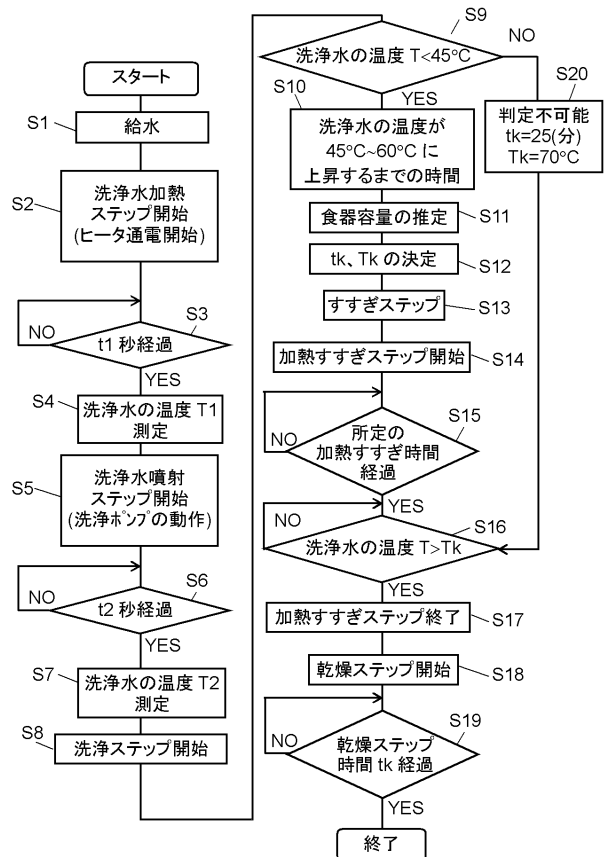 スタート
S1
給水
S2
洗浄水加熱
ステップ開始
(ヒータ通電開始)
S3
NO
t1 秒経過
YES
S4
洗浄水の温度 T1
測定
S5
洗浄水噴射
ステップ開始
(洗浄ポンプの動作)
S6
NO
t2 秒経過
YES
S7
洗浄水の温度 T2
測定
S8
洗浄ステップ開始
S9
洗浄水の温度 T<45°C
NO
YES
S10
洗浄水の温度が
45°C~60°C に
上昇するまでの時間
S20
判定不可能
tk=25(分)
Tk=70°C
S11
食器容量の推定
tk、Tk の決定
S12
すすぎステップ
S13
加熱すすぎステップ開始
S14
S15
NO
所定の
加熱すすぎ時間
経過
YES
S16
NO
洗浄水の温度 T>Tk
YES
加熱すすぎステップ終了
S17
乾燥ステップ開始
S18
S19
NO
乾燥ステップ
時間 tk 経過
YES
終了